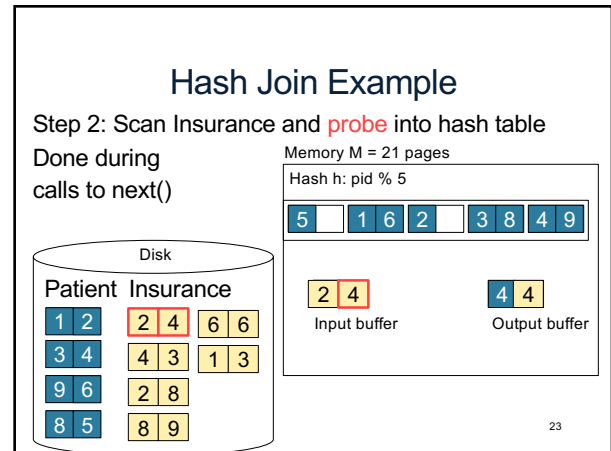 Hash Join Example
Step 2: Scan Insurance and probe into hash table
Done during
calls to next()
Memory M = 21 pages
Hash h: pid % 5
5 1 6 2 3 8 4 9
2 4
Input buffer
4 4
Output buffer
Disk
Patient Insurance
1 2 2 4 6 6
3 4 4 3 1 3
9 6 2 8
8 5 8 9
23